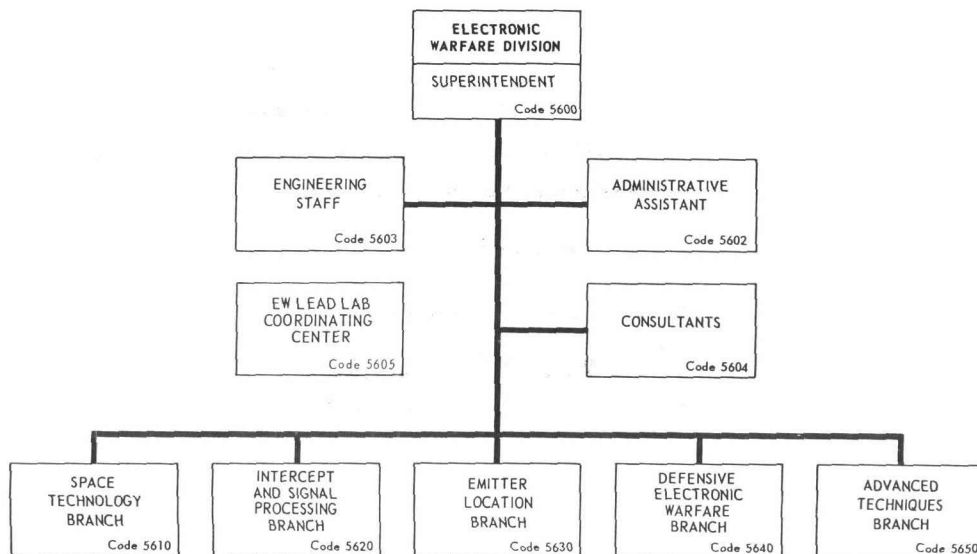 ELECTRONIC
WARFARE DIVISION
SUPERINTENDENT
Code 5600
ENGINEERING
STAFF
Code 5603
ADMINISTRATIVE
ASSISTANT
Code 5602
EW LEAD LAB
COORDINATING
CENTER
Code 5605
CONSULTANTS
Code 5604
SPACE
TECHNOLOGY
BRANCH
Code 5610
INTERCEPT
AND SIGNAL
PROCESSING
BRANCH
Code 5620
EMITTER
LOCATION
BRANCH
Code 5630
DEFENSIVE
ELECTRONIC
WARFARE
BRANCH
Code 5640
ADVANCED
TECHNIQUES
BRANCH
Code 5650